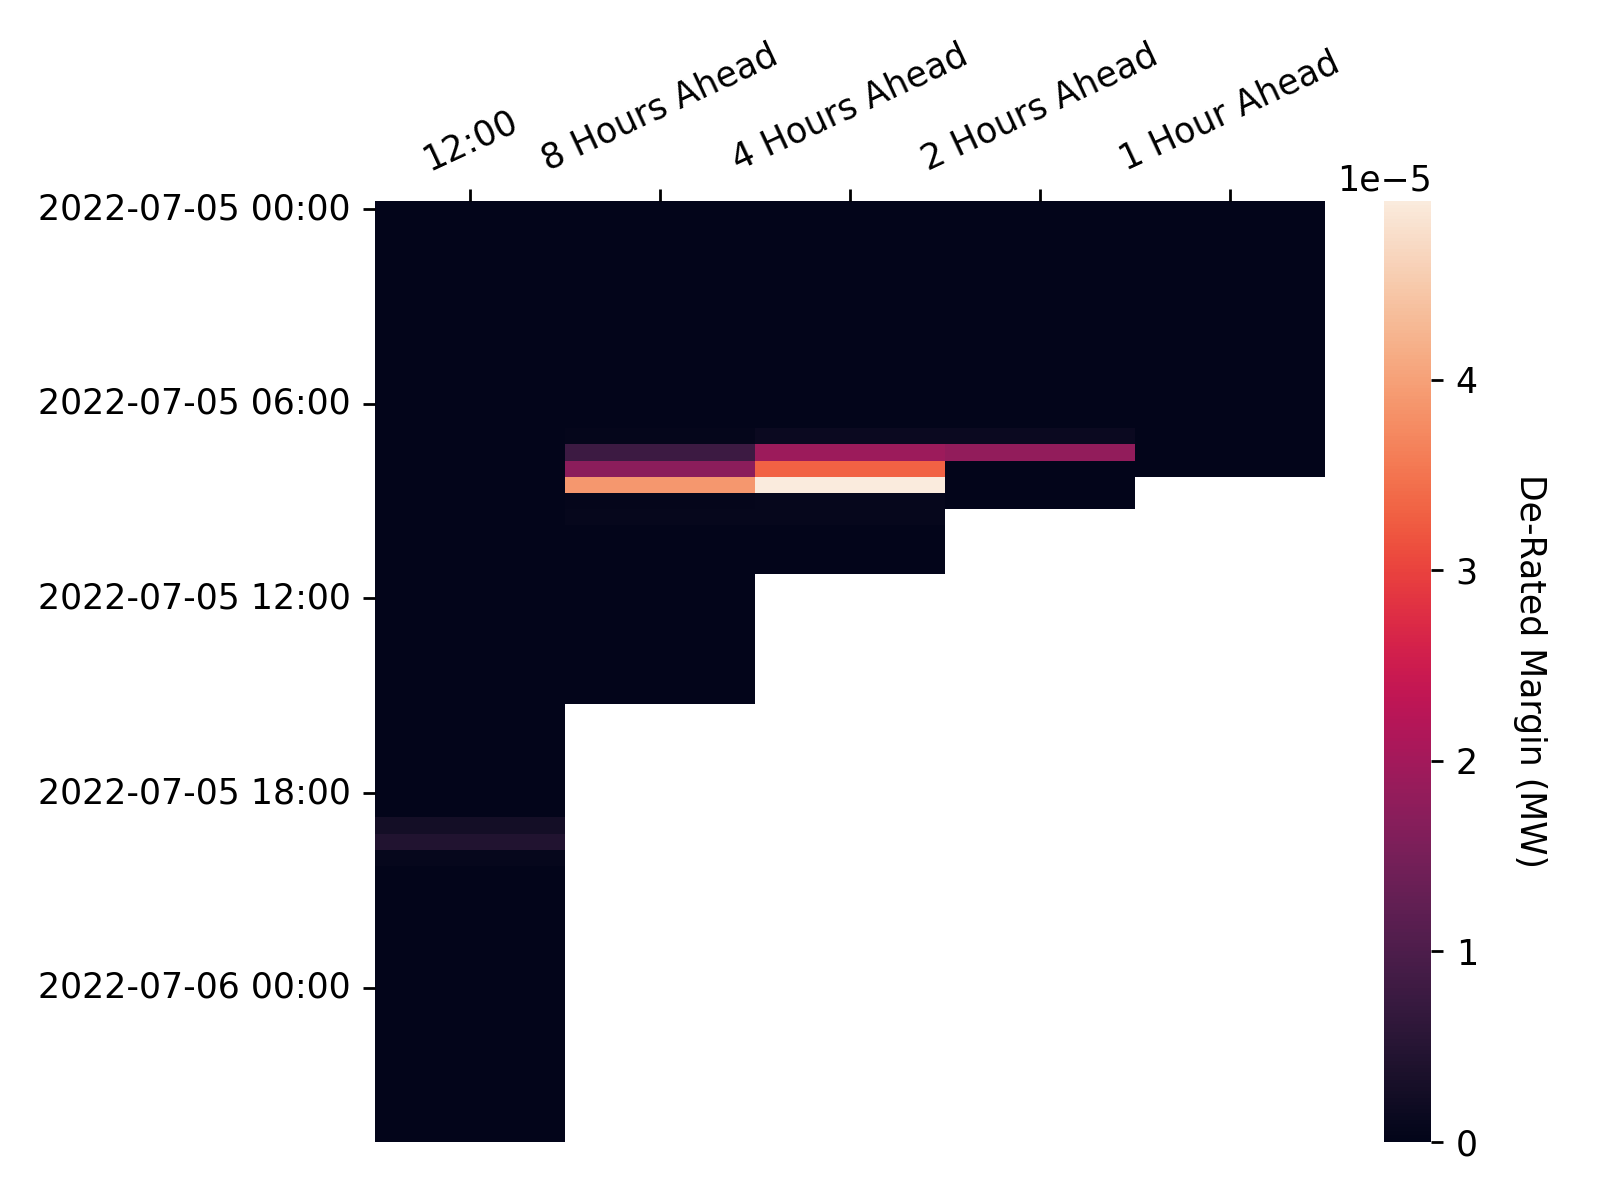 12:00
8 Hours Ahead
4 Hours Ahead
2 Hours Ahead
1 Hour Ahead
1e−5
2022-07-05 00:00
2022-07-05 06:00
2022-07-05 12:00
2022-07-05 18:00
2022-07-06 00:00
4
3
2
1
0
De-Rated Margin (MW)